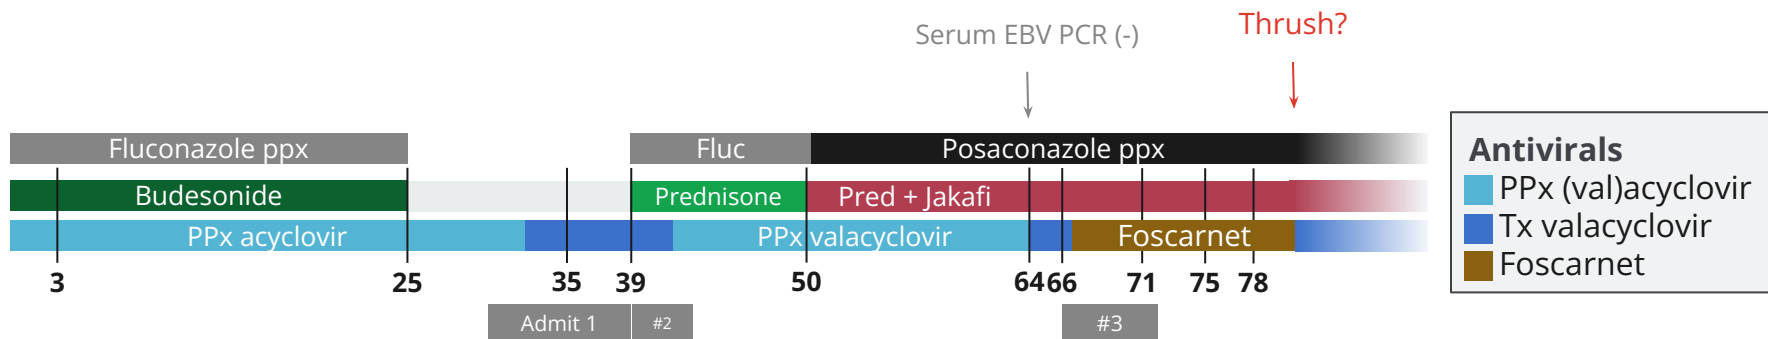 Thrush?
Serum EBV PCR (-)
Fluconazole ppx Fluc Posaconazole ppx
Budesonide Prednisone Pred + Jakafi
PPx acyclovir PPx valacyclovir Foscarnet
3 25 35 39 50 64 66 71 75 78
Admit 1 #2 #3
Antivirals
PPx (val)acyclovir
Tx valacyclovir
Foscarnet